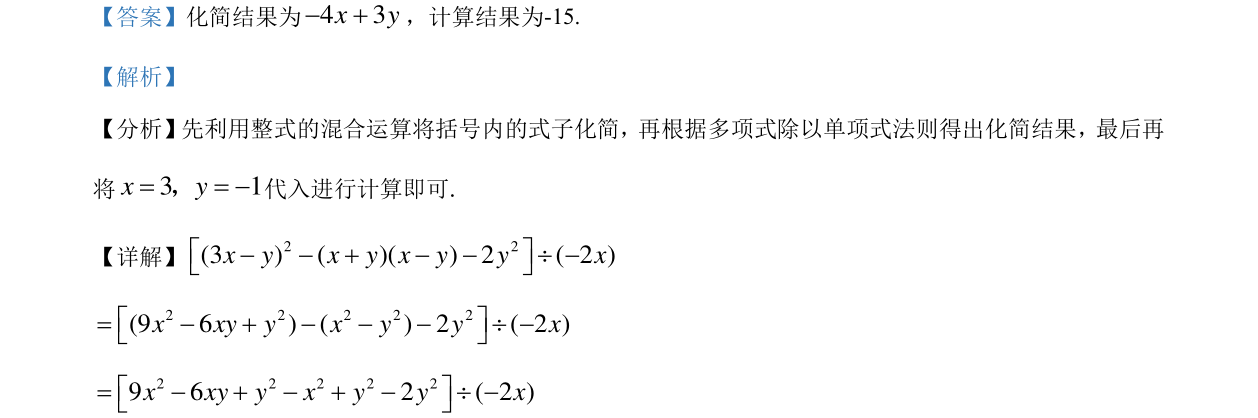 【答案】化简结果为−4x+3y，计算结果为-15.
【解析】
【分析】先利用整式的混合运算将括号内的式子化简，再根据多项式除以单项式法则得出化简结果，最后再
将 x=3，y=−1代入进行计算即可.
【详解】[(3x−y)²−(x+y)(x−y)−2y²]÷(−2x)
=[(9x²−6xy+y²)−(x²−y²)−2y²]÷(−2x)
=[9x²−6xy+y²−x²+y²−2y²]÷(−2x)